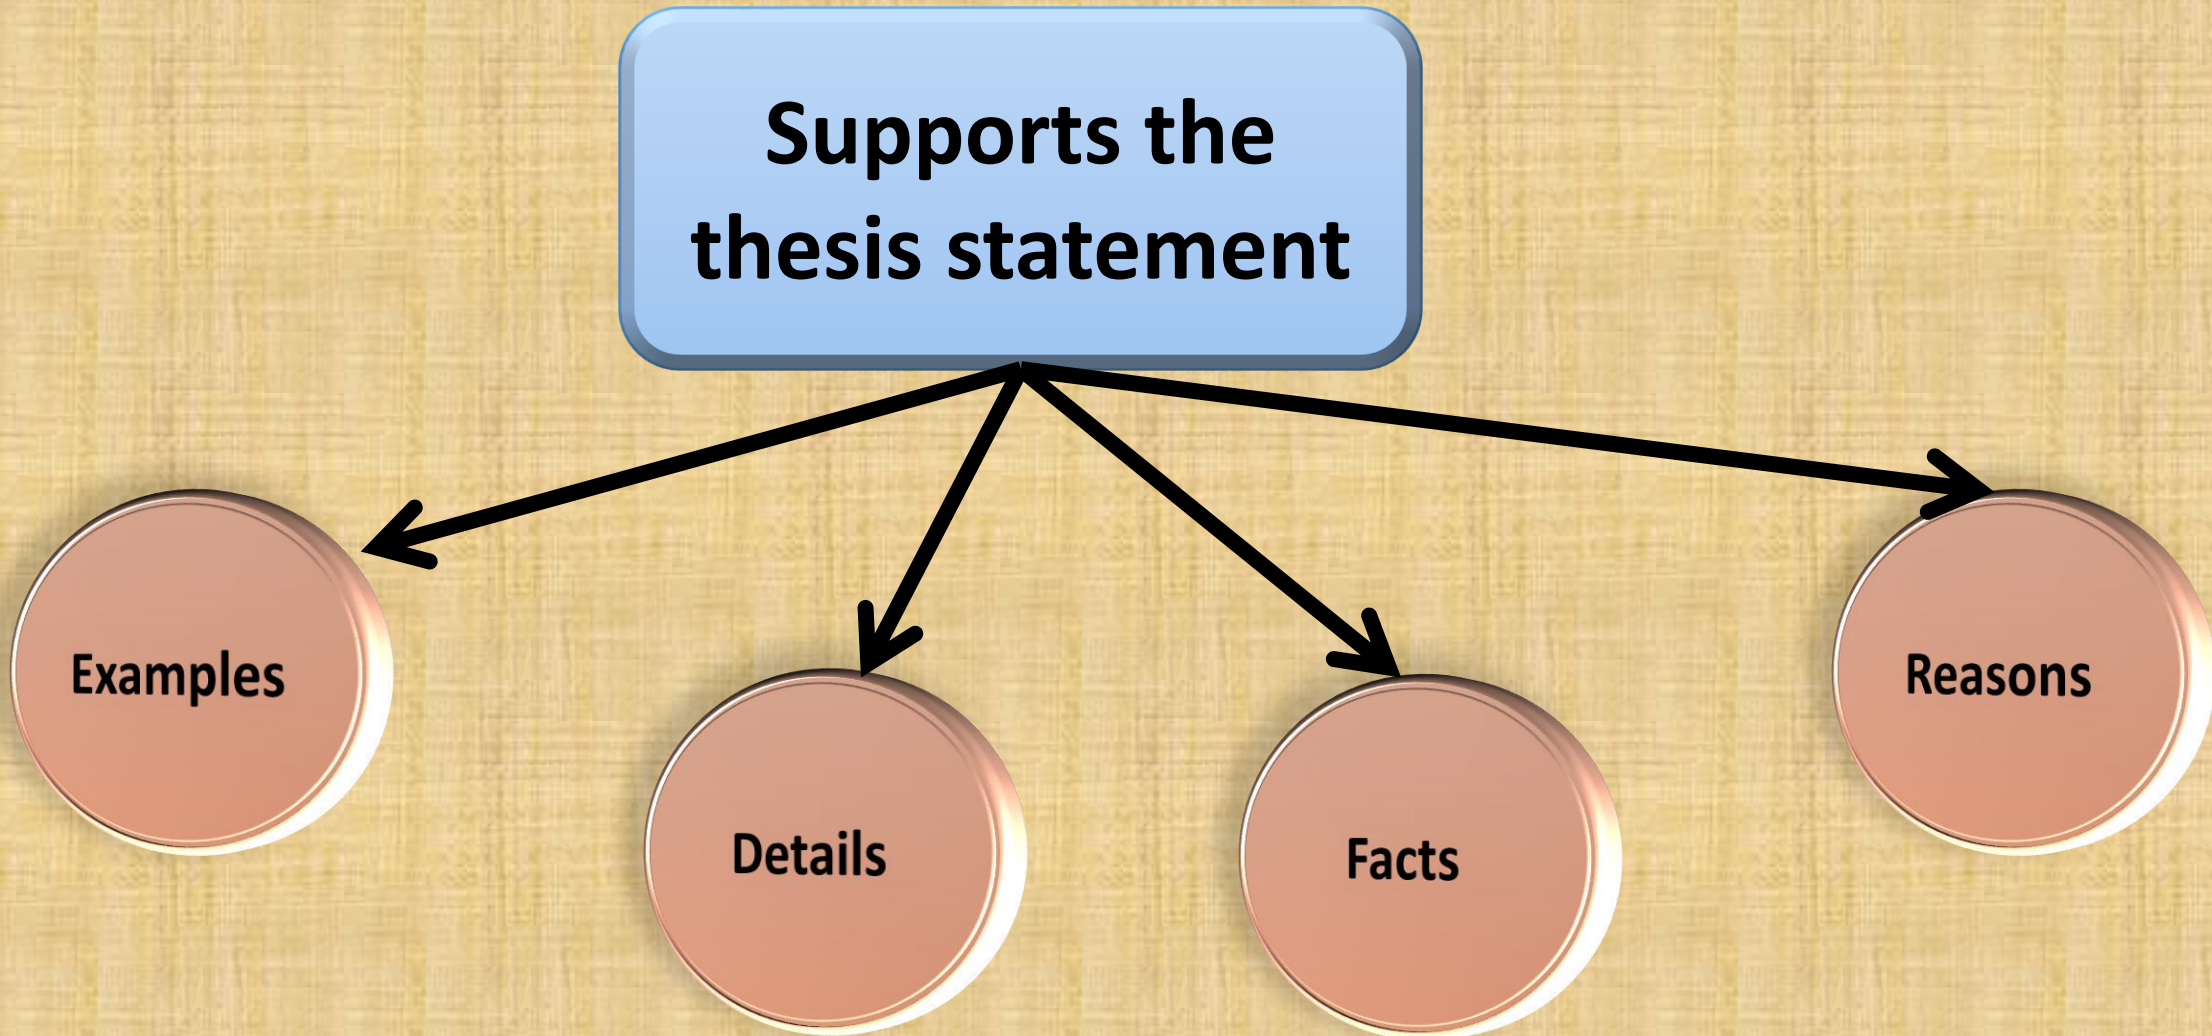 Supports the
thesis statement
Examples
Details
Facts
Reasons